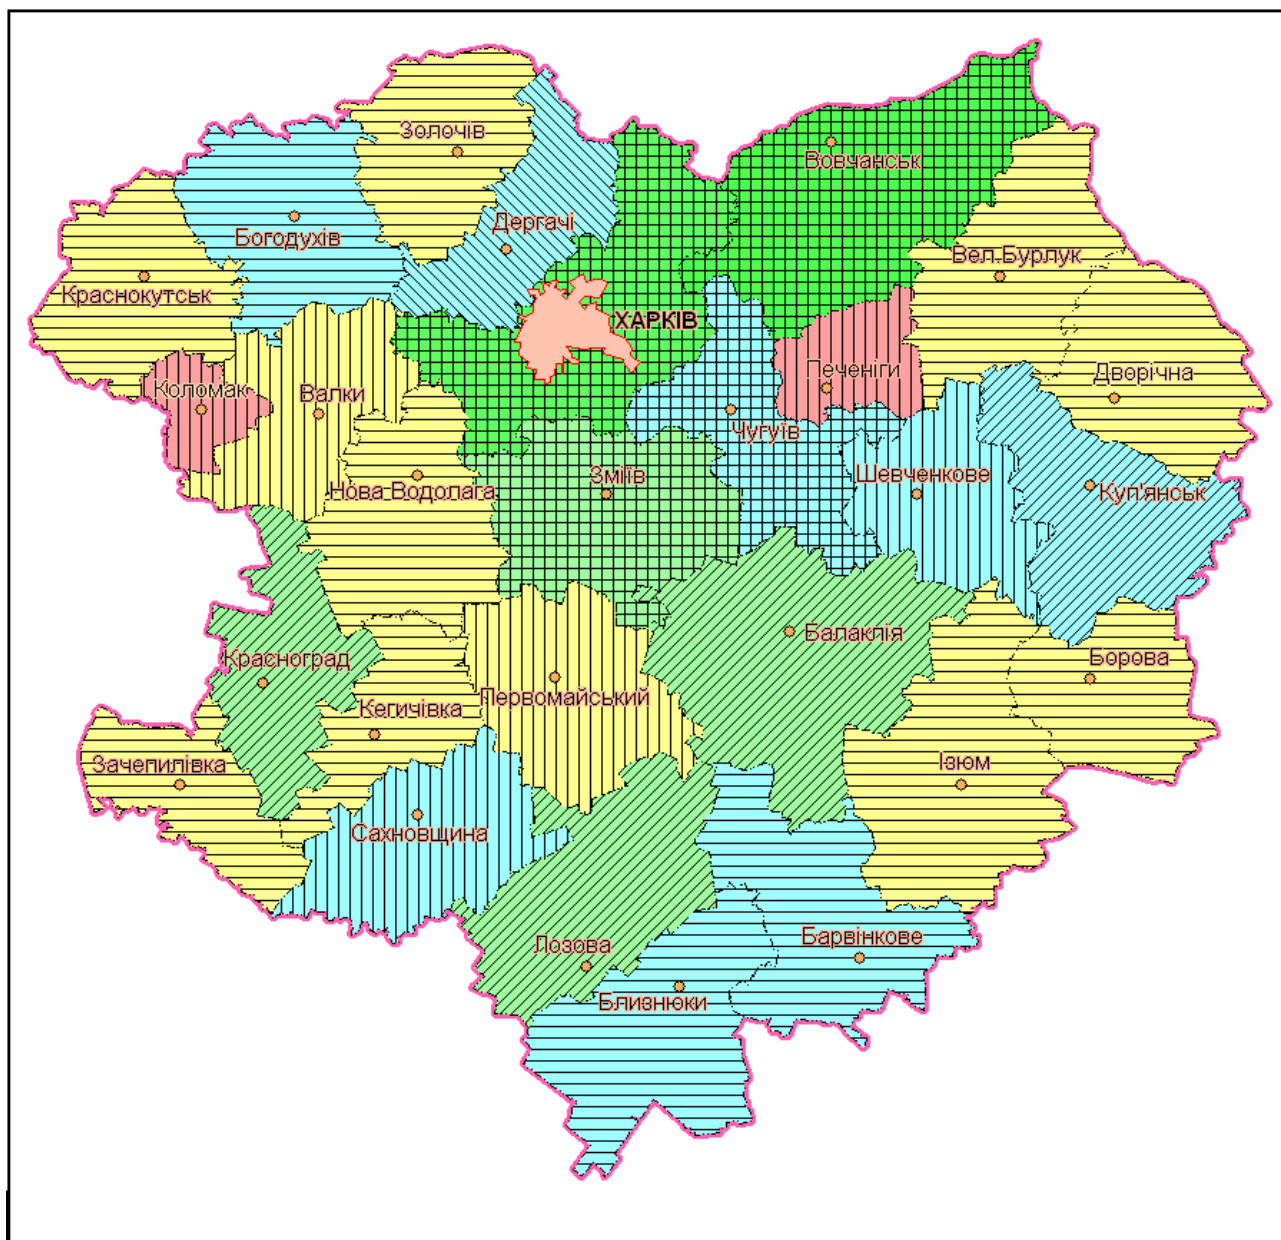 Золочів
Вовчанськ
Дергачі
Богодухів
Вел.Бурлук
Краснокутськ
ХАРКІВ
Дворічна
Печеніги
Коломак
Валки
Чугуїв
Шевченкове
Зміїв
Нова Водолага
Куп'янськ
Балаклія
Борова
Красноград
Первомайський
Кегичівка
Зачепилівка
Ізюм
Сахновщина
Барвінкове
Лозова
Близнюки